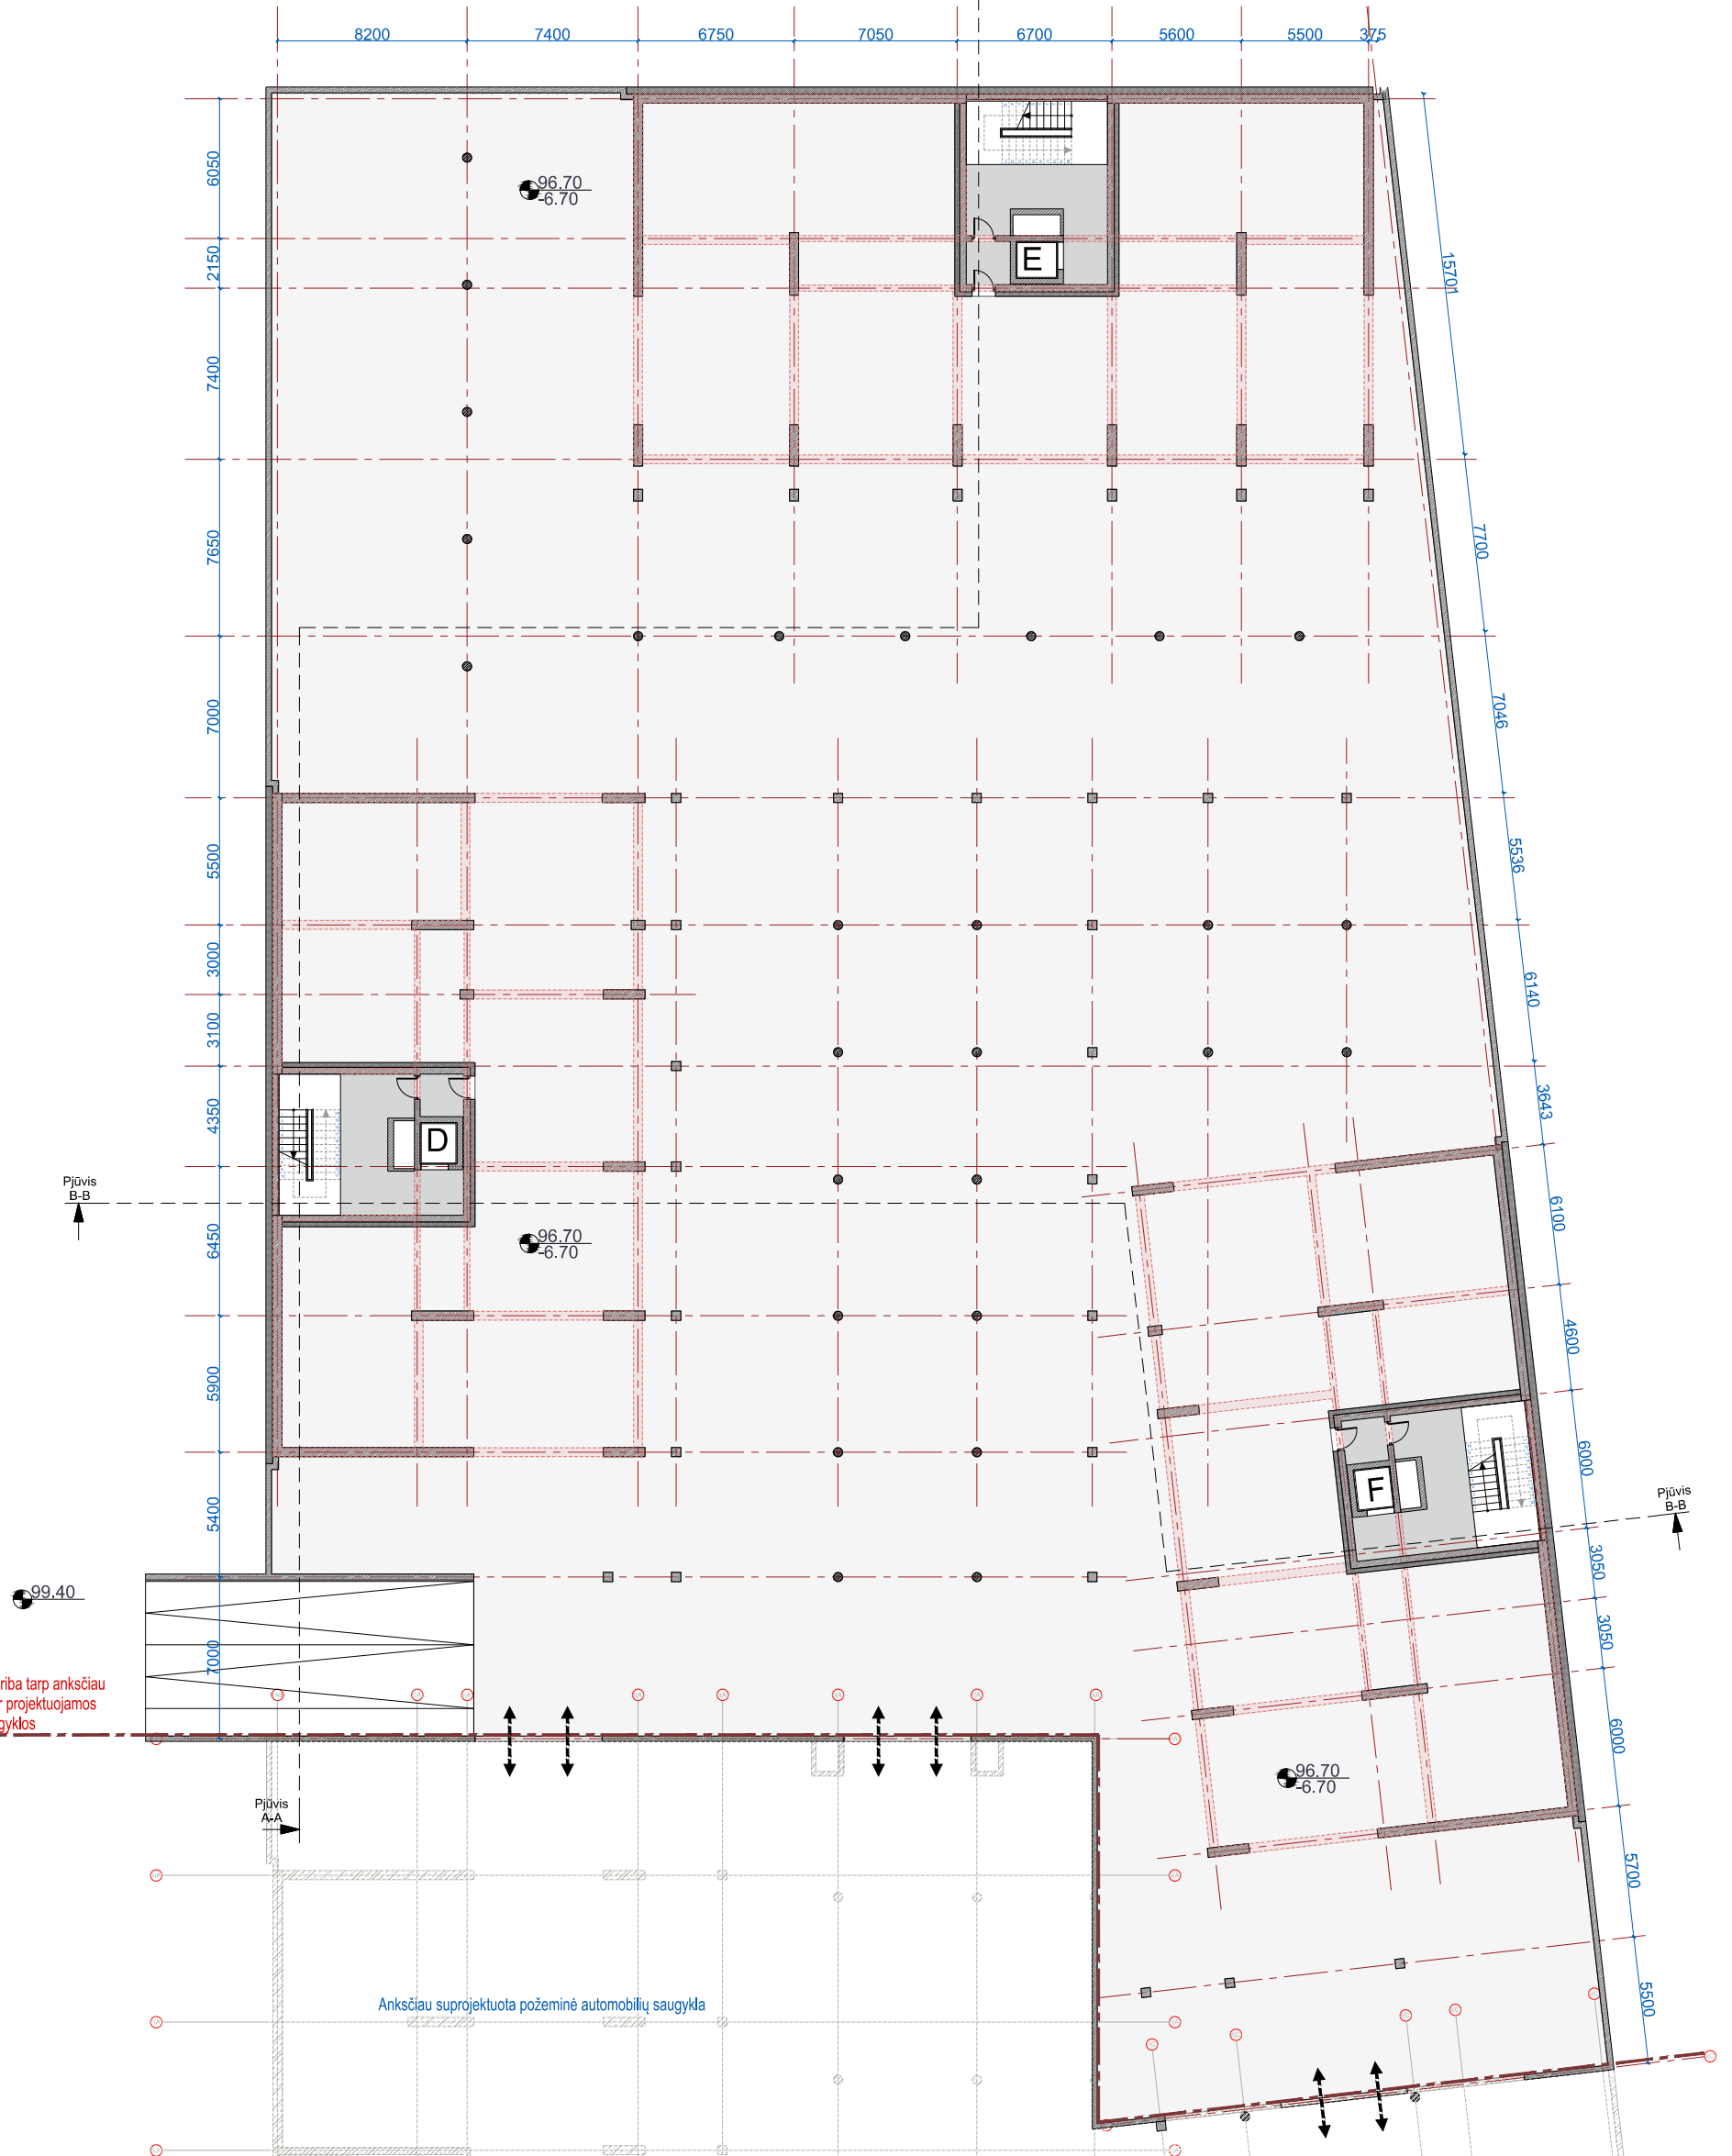 8200 7400 6750 7050 6700 5600 5500 375
6050
2150
7400
7650
7000
5500
3000
3100
4350
6450
5900
5400
7000
15701
7700
7046
5536
6140
3643
6100
4600
6000
3050
3050
6000
5700
5500
96.70
-6.70
E
D
Pjūvis
B-B
96.70
-6.70
F
Pjūvis
B-B
99.40
riba tarp anksčiau
r projektuojamos
gyklos
96.70
-6.70
Pjūvis
A-A
Anksčiau suprojektuota požeminė automobilių saugykla